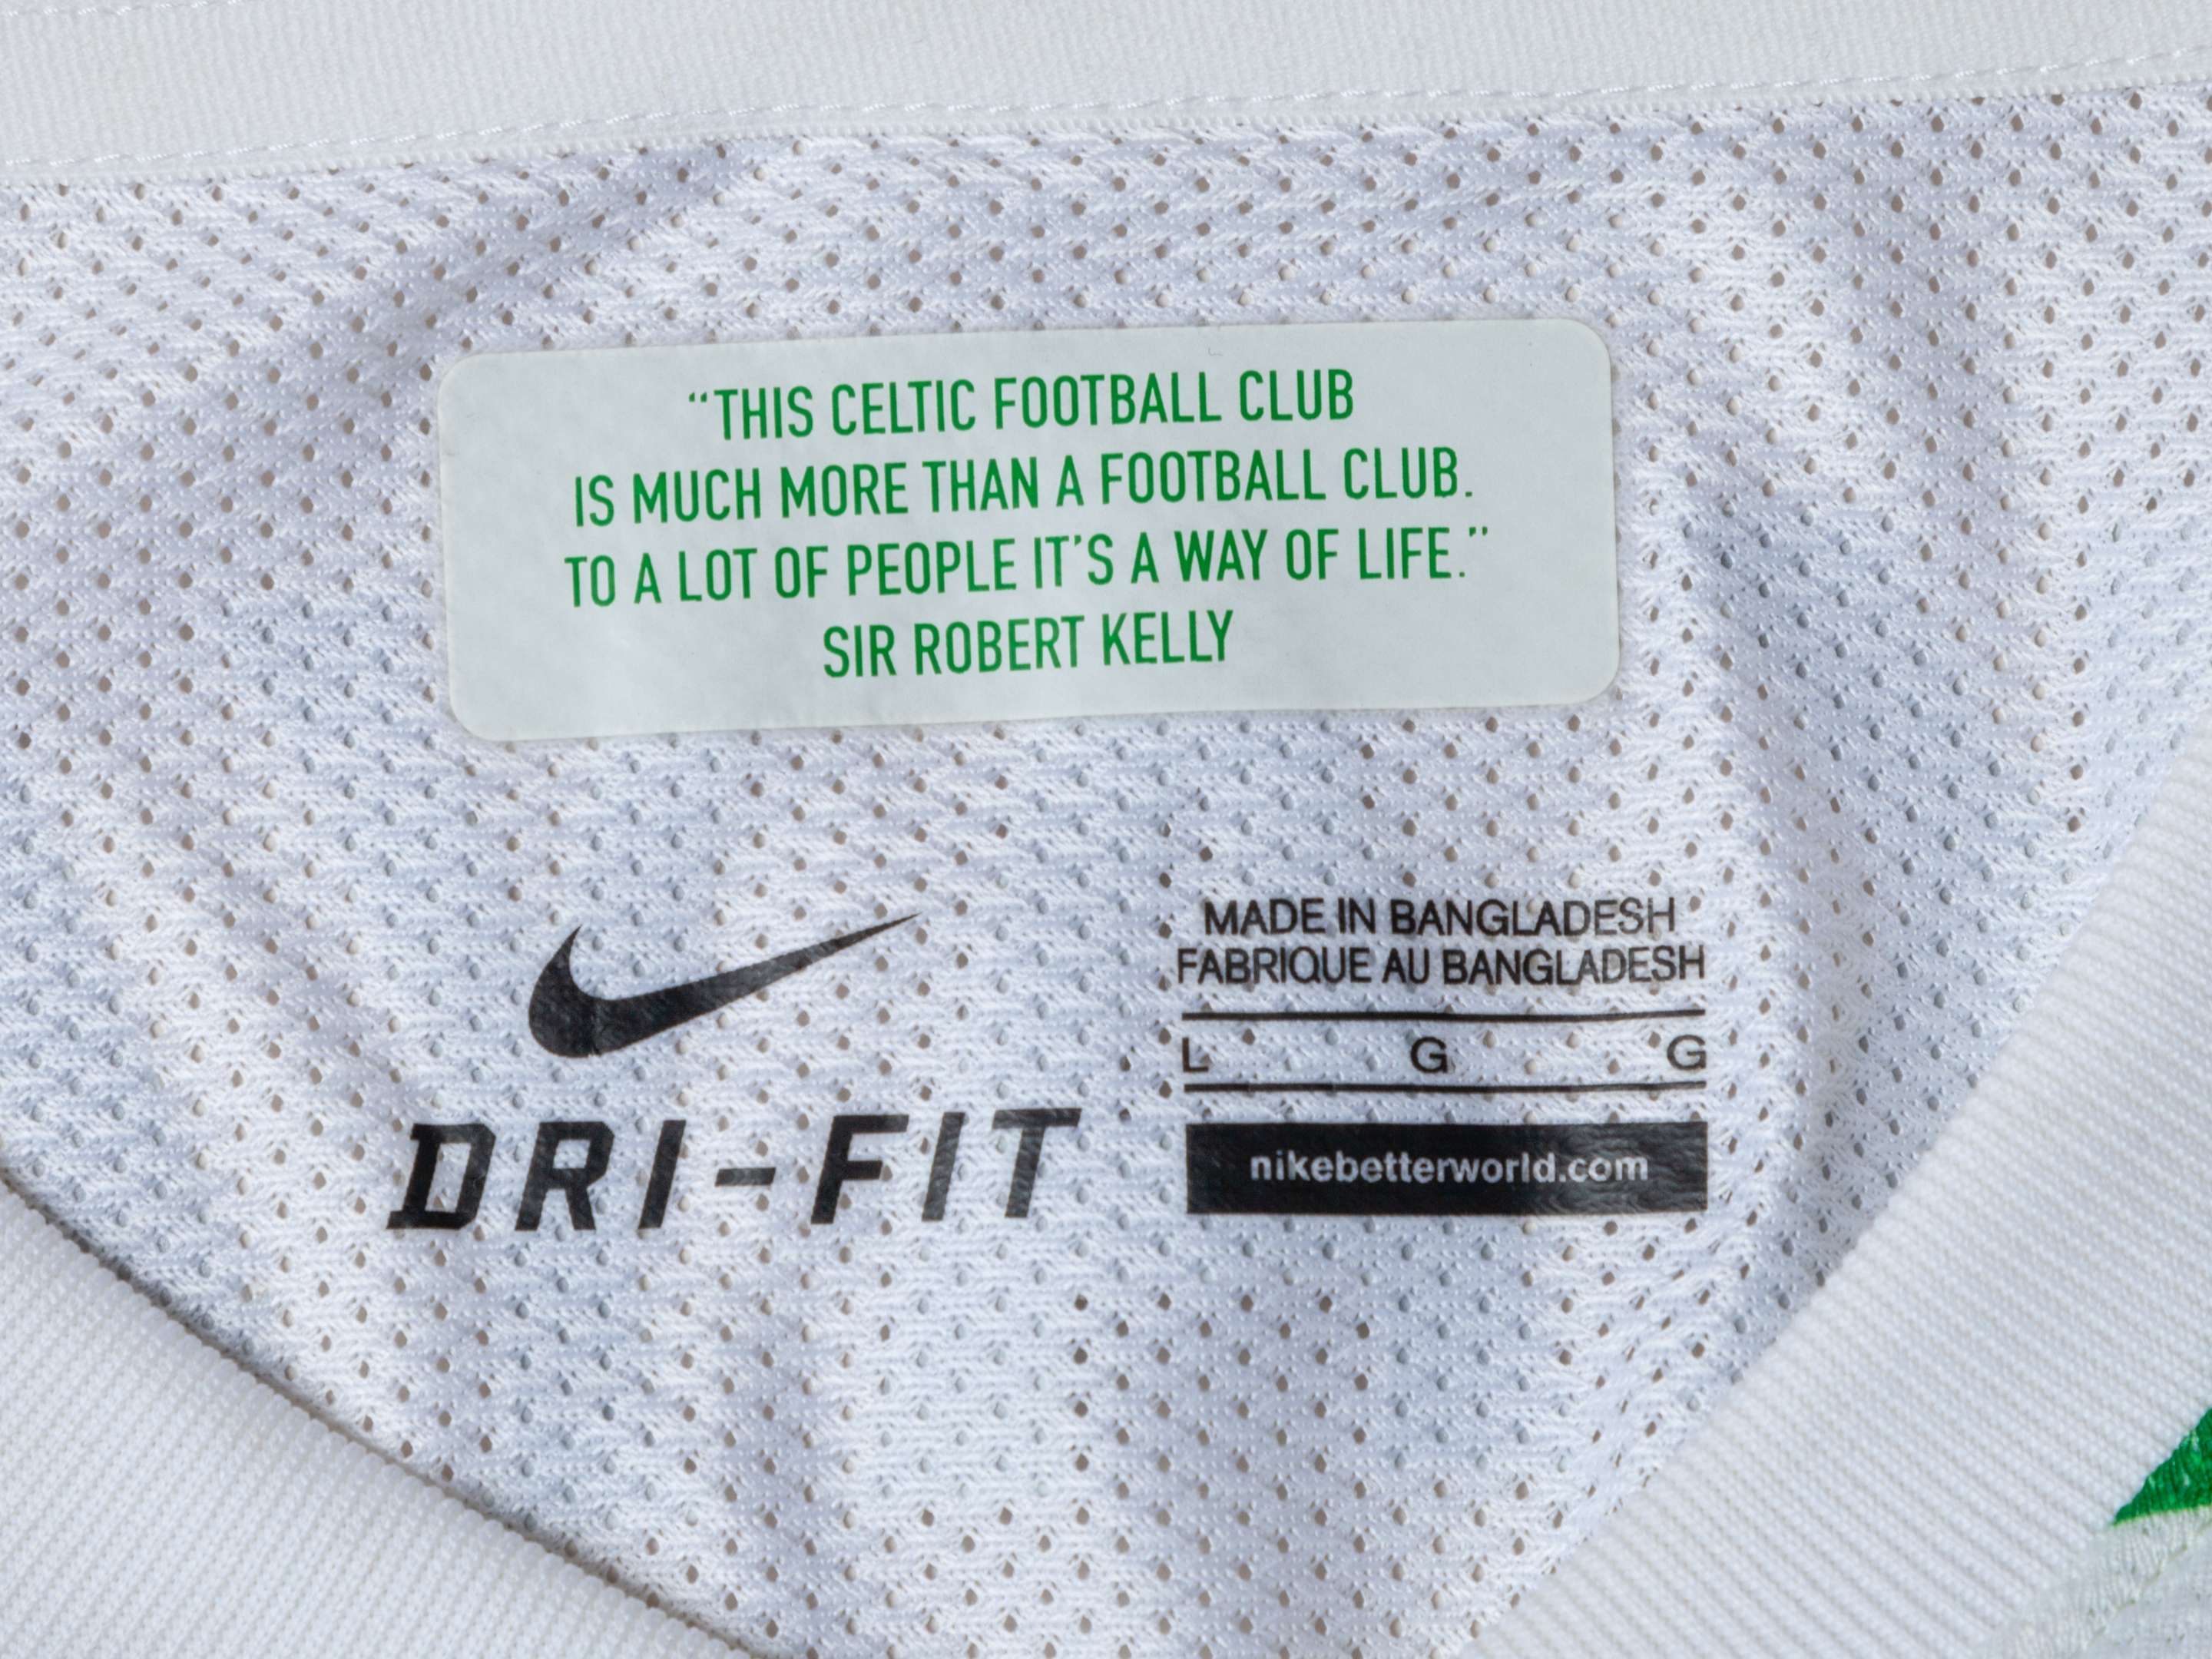 “THIS CELTIC FOOTBALL CLUB
IS MUCH MORE THAN A FOOTBALL CLUB.
TO A LOT OF PEOPLE IT’S A WAY OF LIFE.”
SIR ROBERT KELLY
DRI-FIT
MADE IN BANGLADESH
FABRIQUE AU BANGLADESH
L G G
nikebetterworld.com